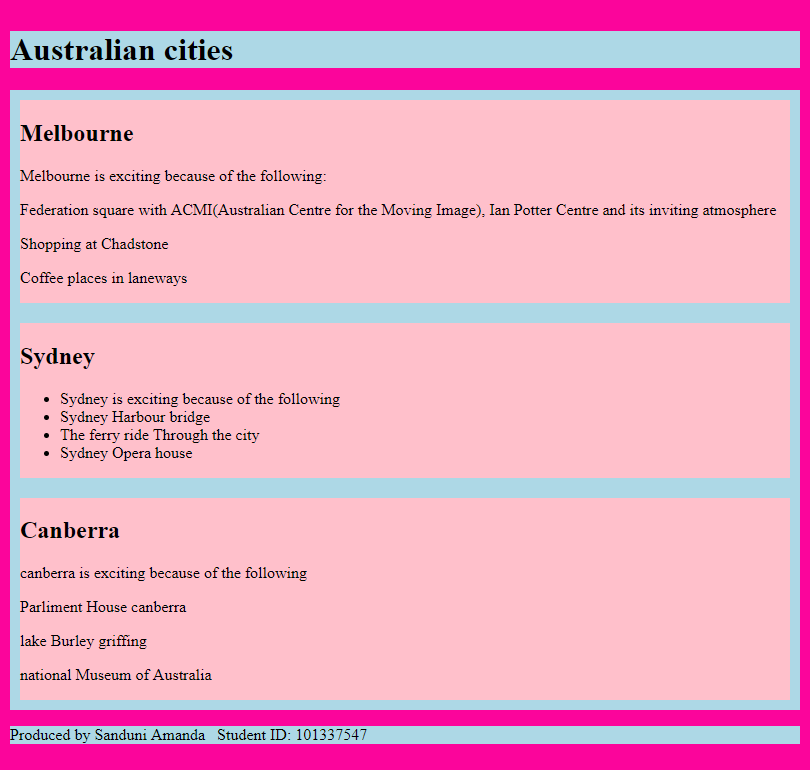 Australian cities
Melbourne
Melbourne is exciting because of the following:
Federation square with ACMI(Australian Centre for the Moving Image), Ian Potter Centre and its inviting atmosphere
Shopping at Chadstone
Coffee places in laneways
Sydney
• Sydney is exciting because of the following
• Sydney Harbour bridge
• The ferry ride Through the city
• Sydney Opera house
Canberra
canberra is exciting because of the following
Parliment House canberra
lake Burley griffing
national Museum of Australia
Produced by Sanduni Amanda   Student ID: 101337547